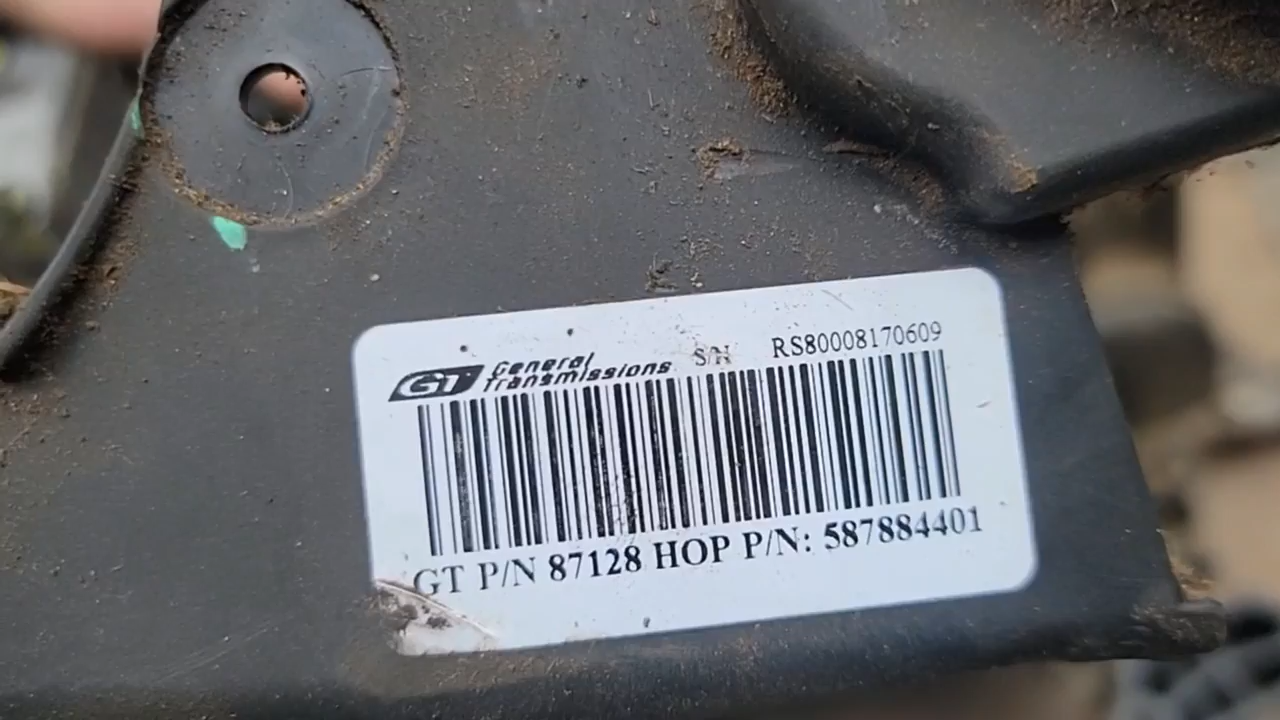 GT General Transmissions S/N RS80008170609
GT P/N 87128 HOP P/N: 587884401